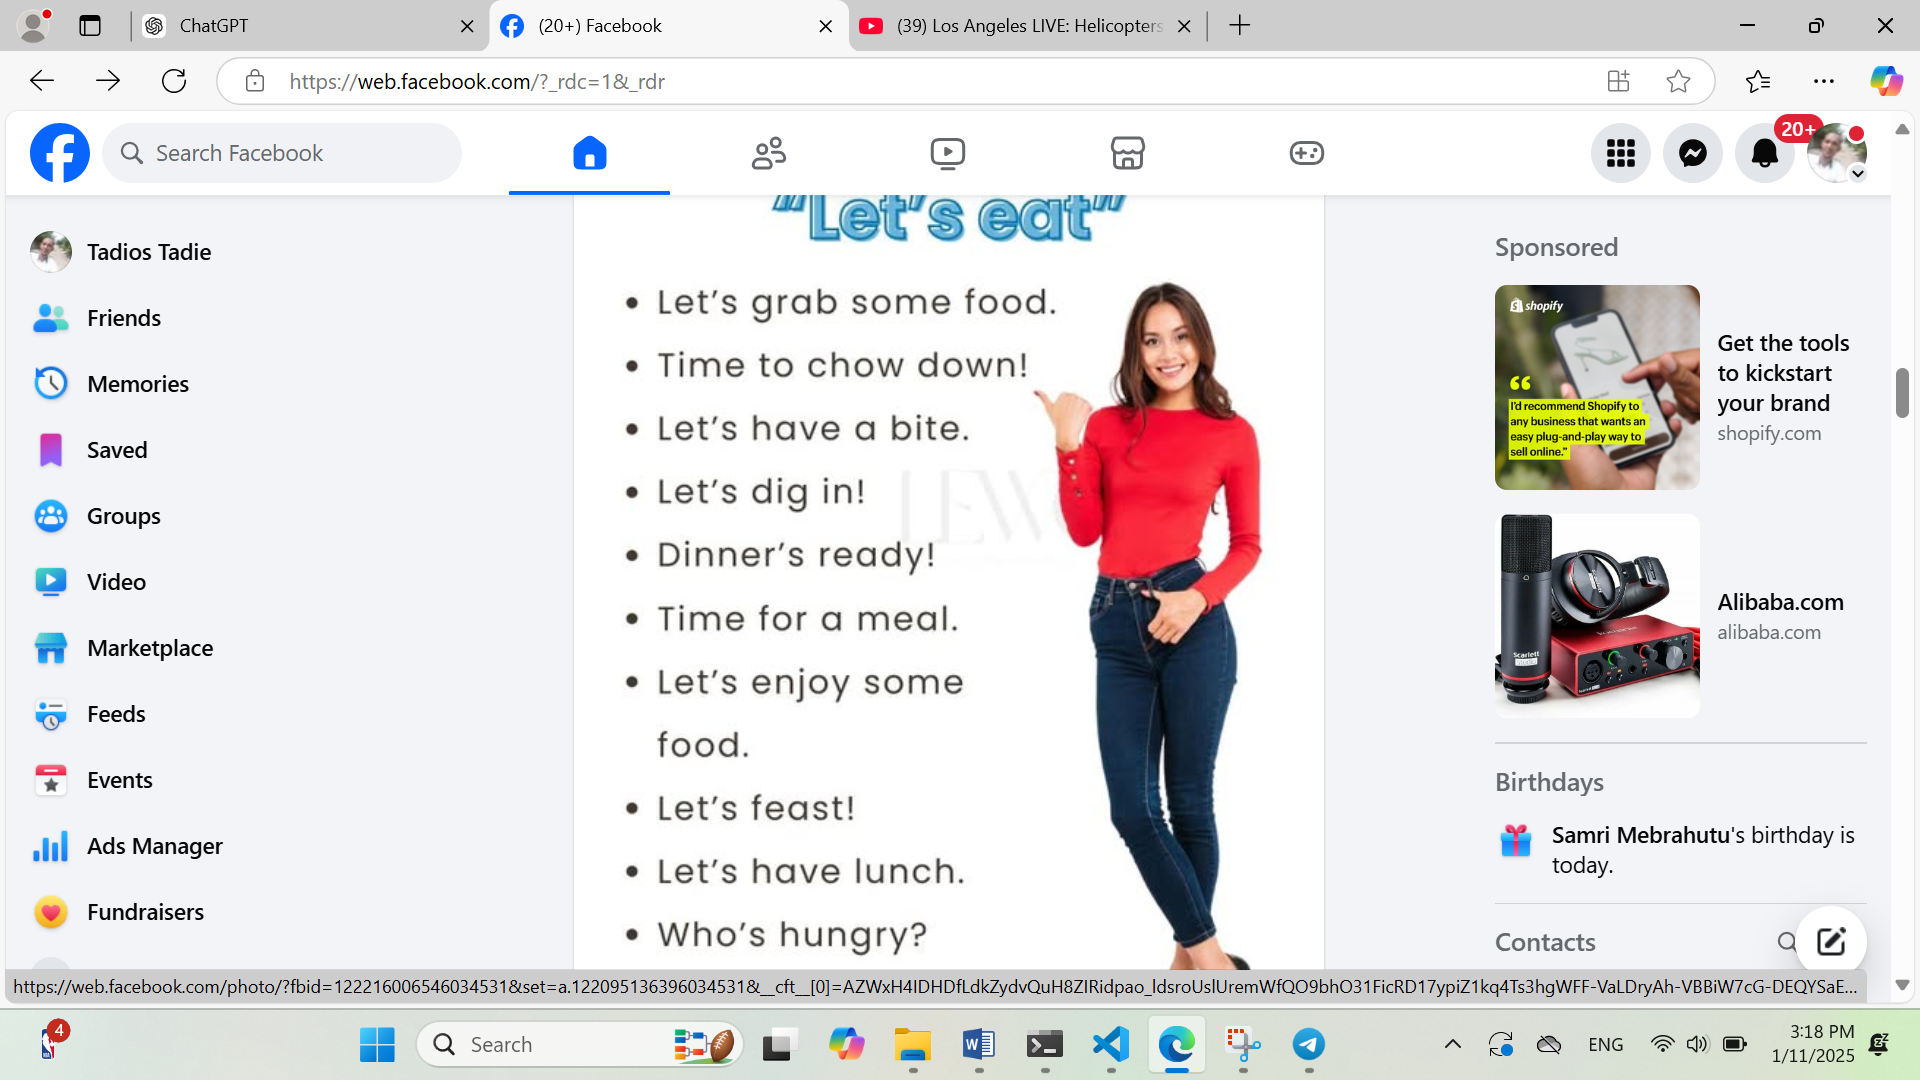 ChatGPT
(20+) Facebook
(39) Los Angeles LIVE: Helicopters
https://web.facebook.com/?_rdc=1&_rdr
Search Facebook
20+
"Let's eat"
Tadios Tadie
Friends
Memories
Saved
Groups
Video
Marketplace
Feeds
Events
Ads Manager
Fundraisers
• Let's grab some food.
• Time to chow down!
• Let's have a bite.
• Let's dig in!
• Dinner's ready!
• Time for a meal.
• Let's enjoy some
food.
• Let's feast!
• Let's have lunch.
• Who's hungry?
Sponsored
shopify
I'd recommend Shopify to
any business that wants an
easy plug-and-play way to
sell online."
Get the tools
to kickstart
your brand
shopify.com
Scarlett
Alibaba.com
alibaba.com
Birthdays
Samri Mebrahutu's birthday is
today.
Contacts
https://web.facebook.com/photo/?fbid=122216006546034531&set=a.122095136396034531&__cft__[0]=AZWxH4IDHDfLdkZydvQuH8ZIRidpao_ldsroUslUremWfQO9bhO31FicRD17ypiZ1kq4Ts3hgWFF-VaLDryAh-VBBiW7cG-DEQYSaE...
4
Search
ENG
3:18 PM
1/11/2025